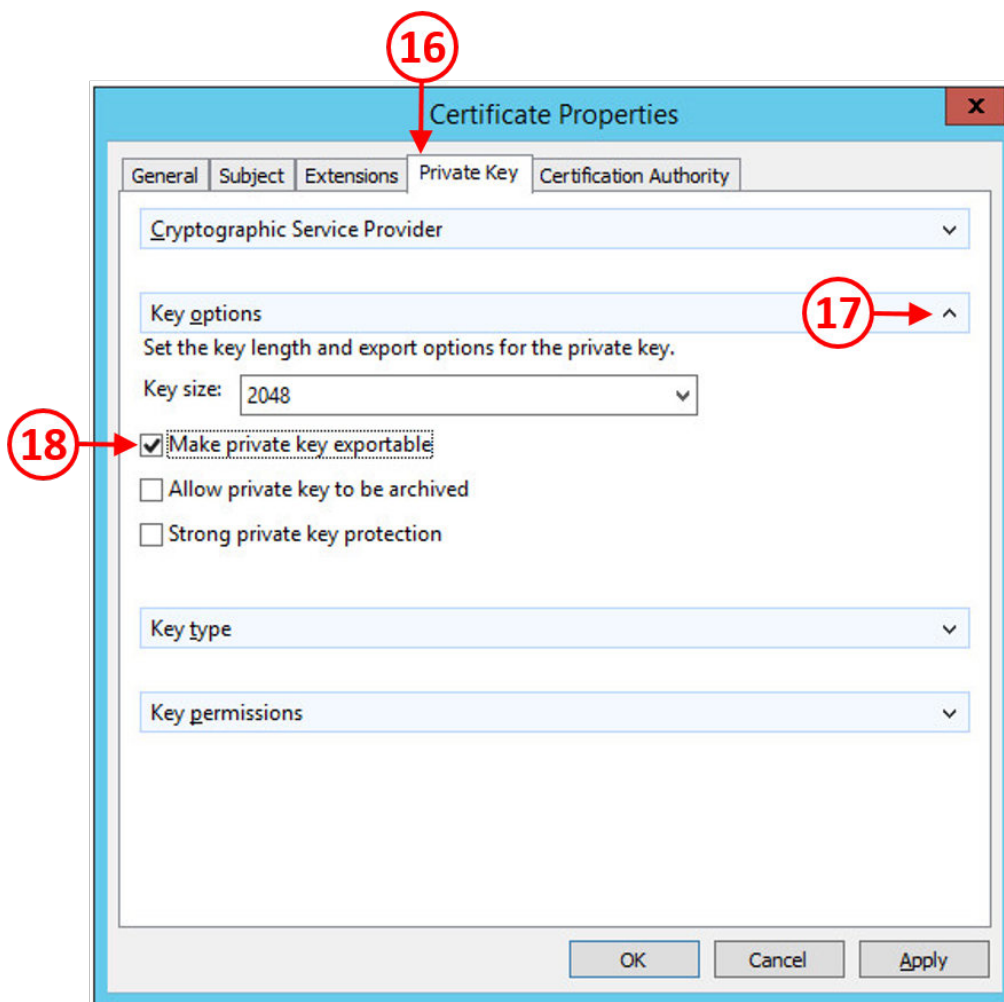 16
Certificate Properties
x
General Subject Extensions Private Key Certification Authority
Cryptographic Service Provider
Key options
17
Set the key length and export options for the private key.
Key size: 2048
18
Make private key exportable
Allow private key to be archived
Strong private key protection
Key type
Key permissions
OK Cancel Apply